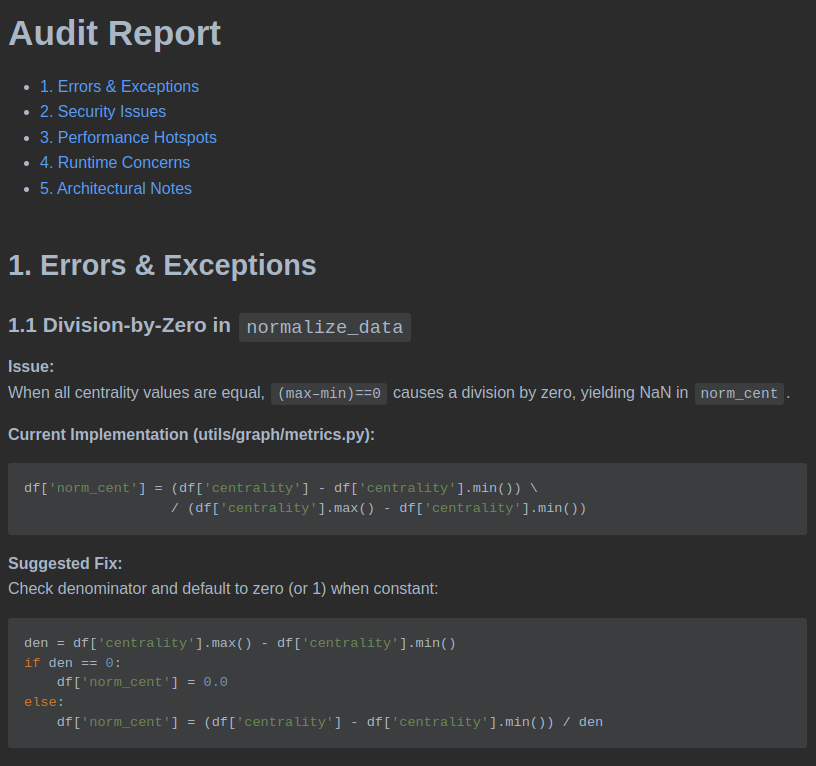 Audit Report
1. Errors & Exceptions
2. Security Issues
3. Performance Hotspots
4. Runtime Concerns
5. Architectural Notes
1. Errors & Exceptions
1.1 Division-by-Zero in normalize_data
Issue:
When all centrality values are equal, (max–min)==0 causes a division by zero, yielding NaN in norm_cent.
Current Implementation (utils/graph/metrics.py):
df['norm_cent'] = (df['centrality'] - df['centrality'].min()) \
                  / (df['centrality'].max() - df['centrality'].min())
Suggested Fix:
Check denominator and default to zero (or 1) when constant:
den = df['centrality'].max() - df['centrality'].min()
if den == 0:
    df['norm_cent'] = 0.0
else:
    df['norm_cent'] = (df['centrality'] - df['centrality'].min()) / den